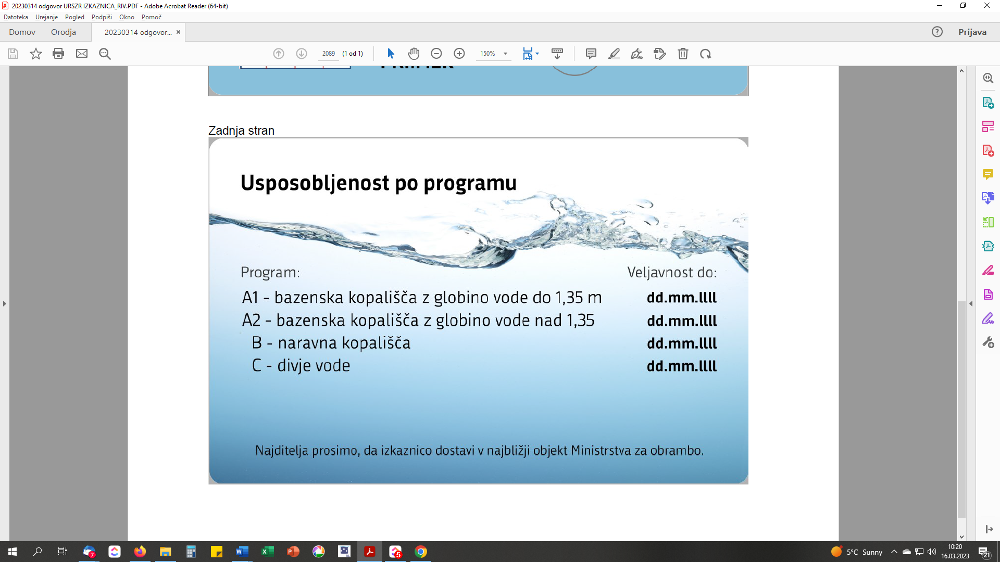 20230314 odgovor URSZR IZKAZNICA_RIV.PDF - Adobe Acrobat Reader (64-bit)
Datoteka Urejanje Pogled Podpiši Okno Pomoč
Domov Orodja 20230314 odgovor... ×
Prijava
2089 (1 od 1) 150%
Zadnja stran
Usposobljenost po programu
Program: Veljavnost do:
A1 - bazenska kopališča z globino vode do 1,35 m dd.mm.llll
A2 - bazenska kopališča z globino vode nad 1,35 dd.mm.llll
B - naravna kopališča dd.mm.llll
C - divje vode dd.mm.llll
Najditelja prosimo, da izkaznico dostavi v najbližji objekt Ministrstva za obrambo.
7 5 5°C Sunny 10:20
16.03.2023 21